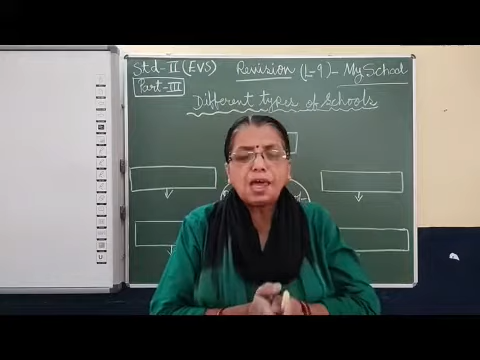 Std-II (EVS) Revision (L-9)- My School
Part-III
Different types of Schools